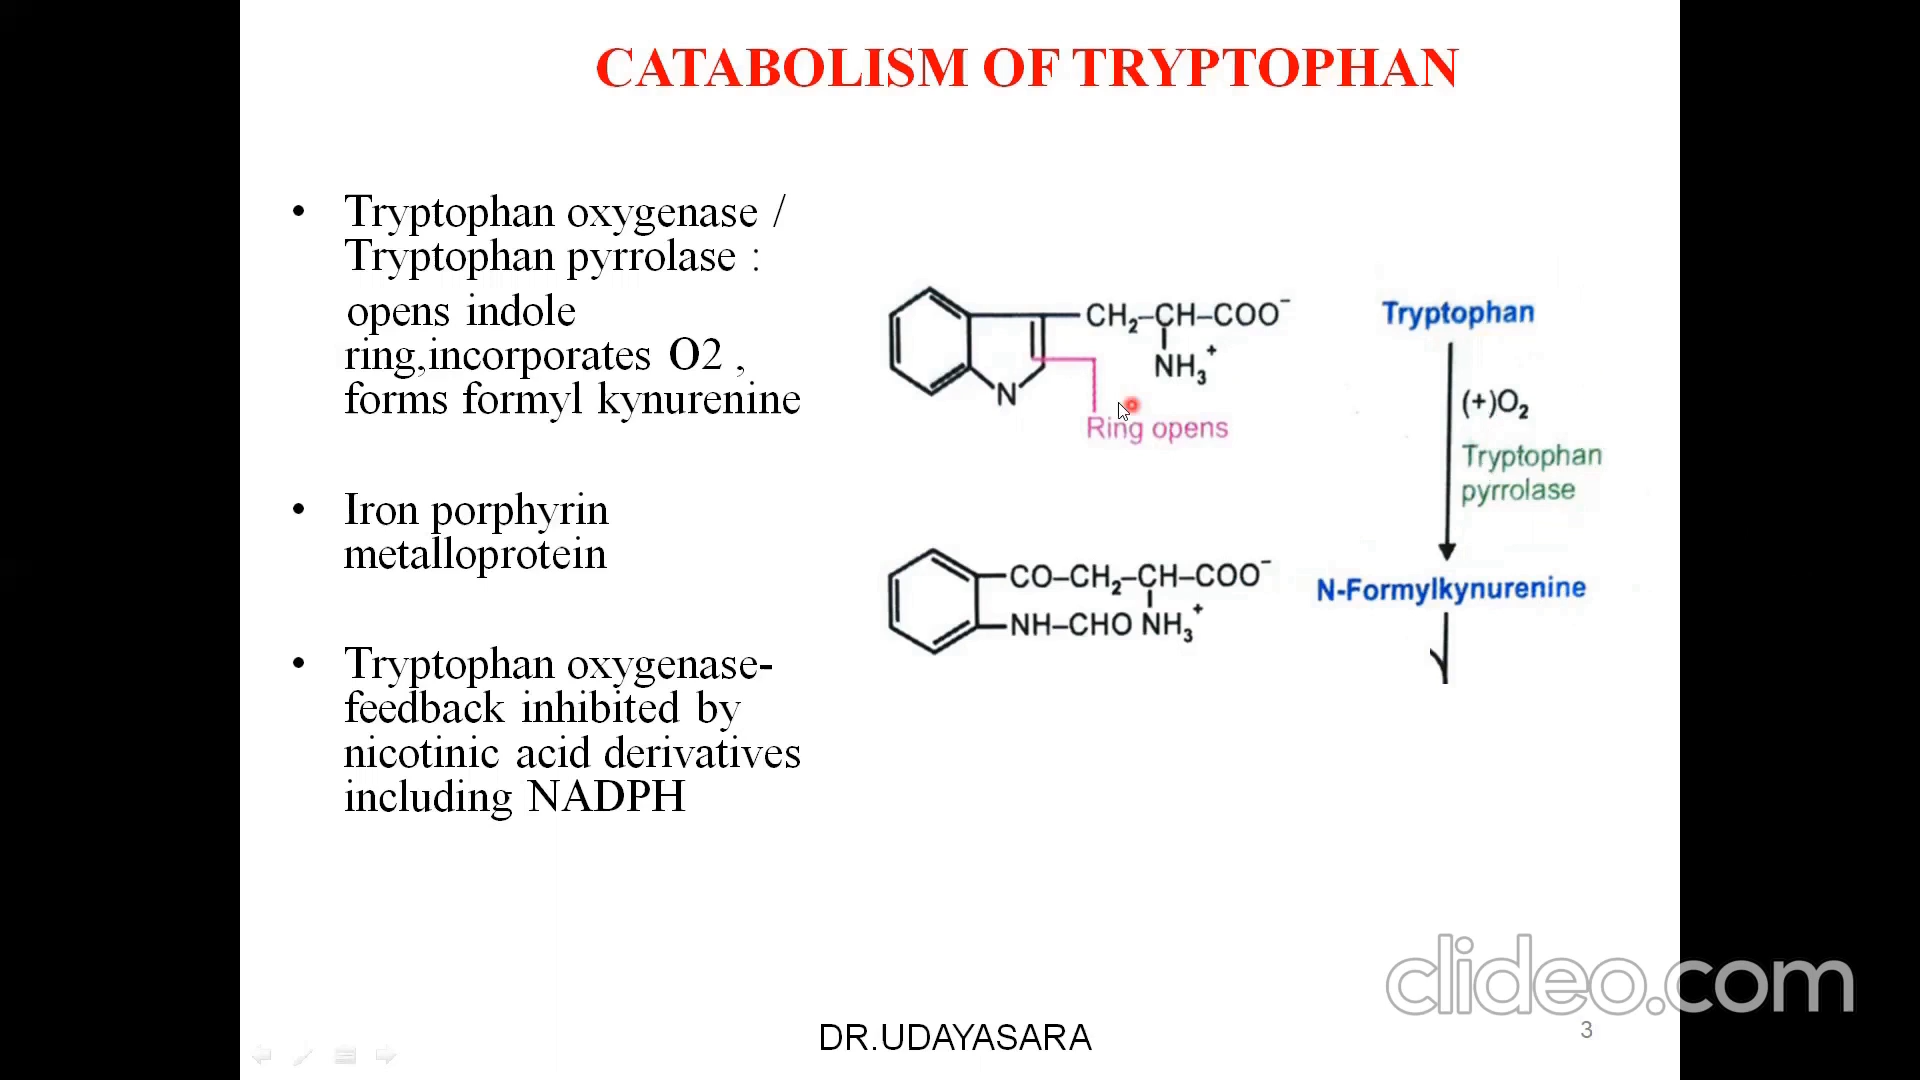 CATABOLISM OF TRYPTOPHAN
• Tryptophan oxygenase /
Tryptophan pyrrolase :
opens indole
ring,incorporates O2 ,
forms formyl kynurenine
• Iron porphyrin
metalloprotein
• Tryptophan oxygenase-
feedback inhibited by
nicotinic acid derivatives
including NADPH
CH₂–CH–COO⁻
NH₃⁺
N
Ring opens
Tryptophan
(+)O₂
Tryptophan
pyrrolase
CO–CH₂–CH–COO⁻
NH–CHO NH₃⁺
N-Formylkynurenine
clideo.com
DR.UDAYASARA
3